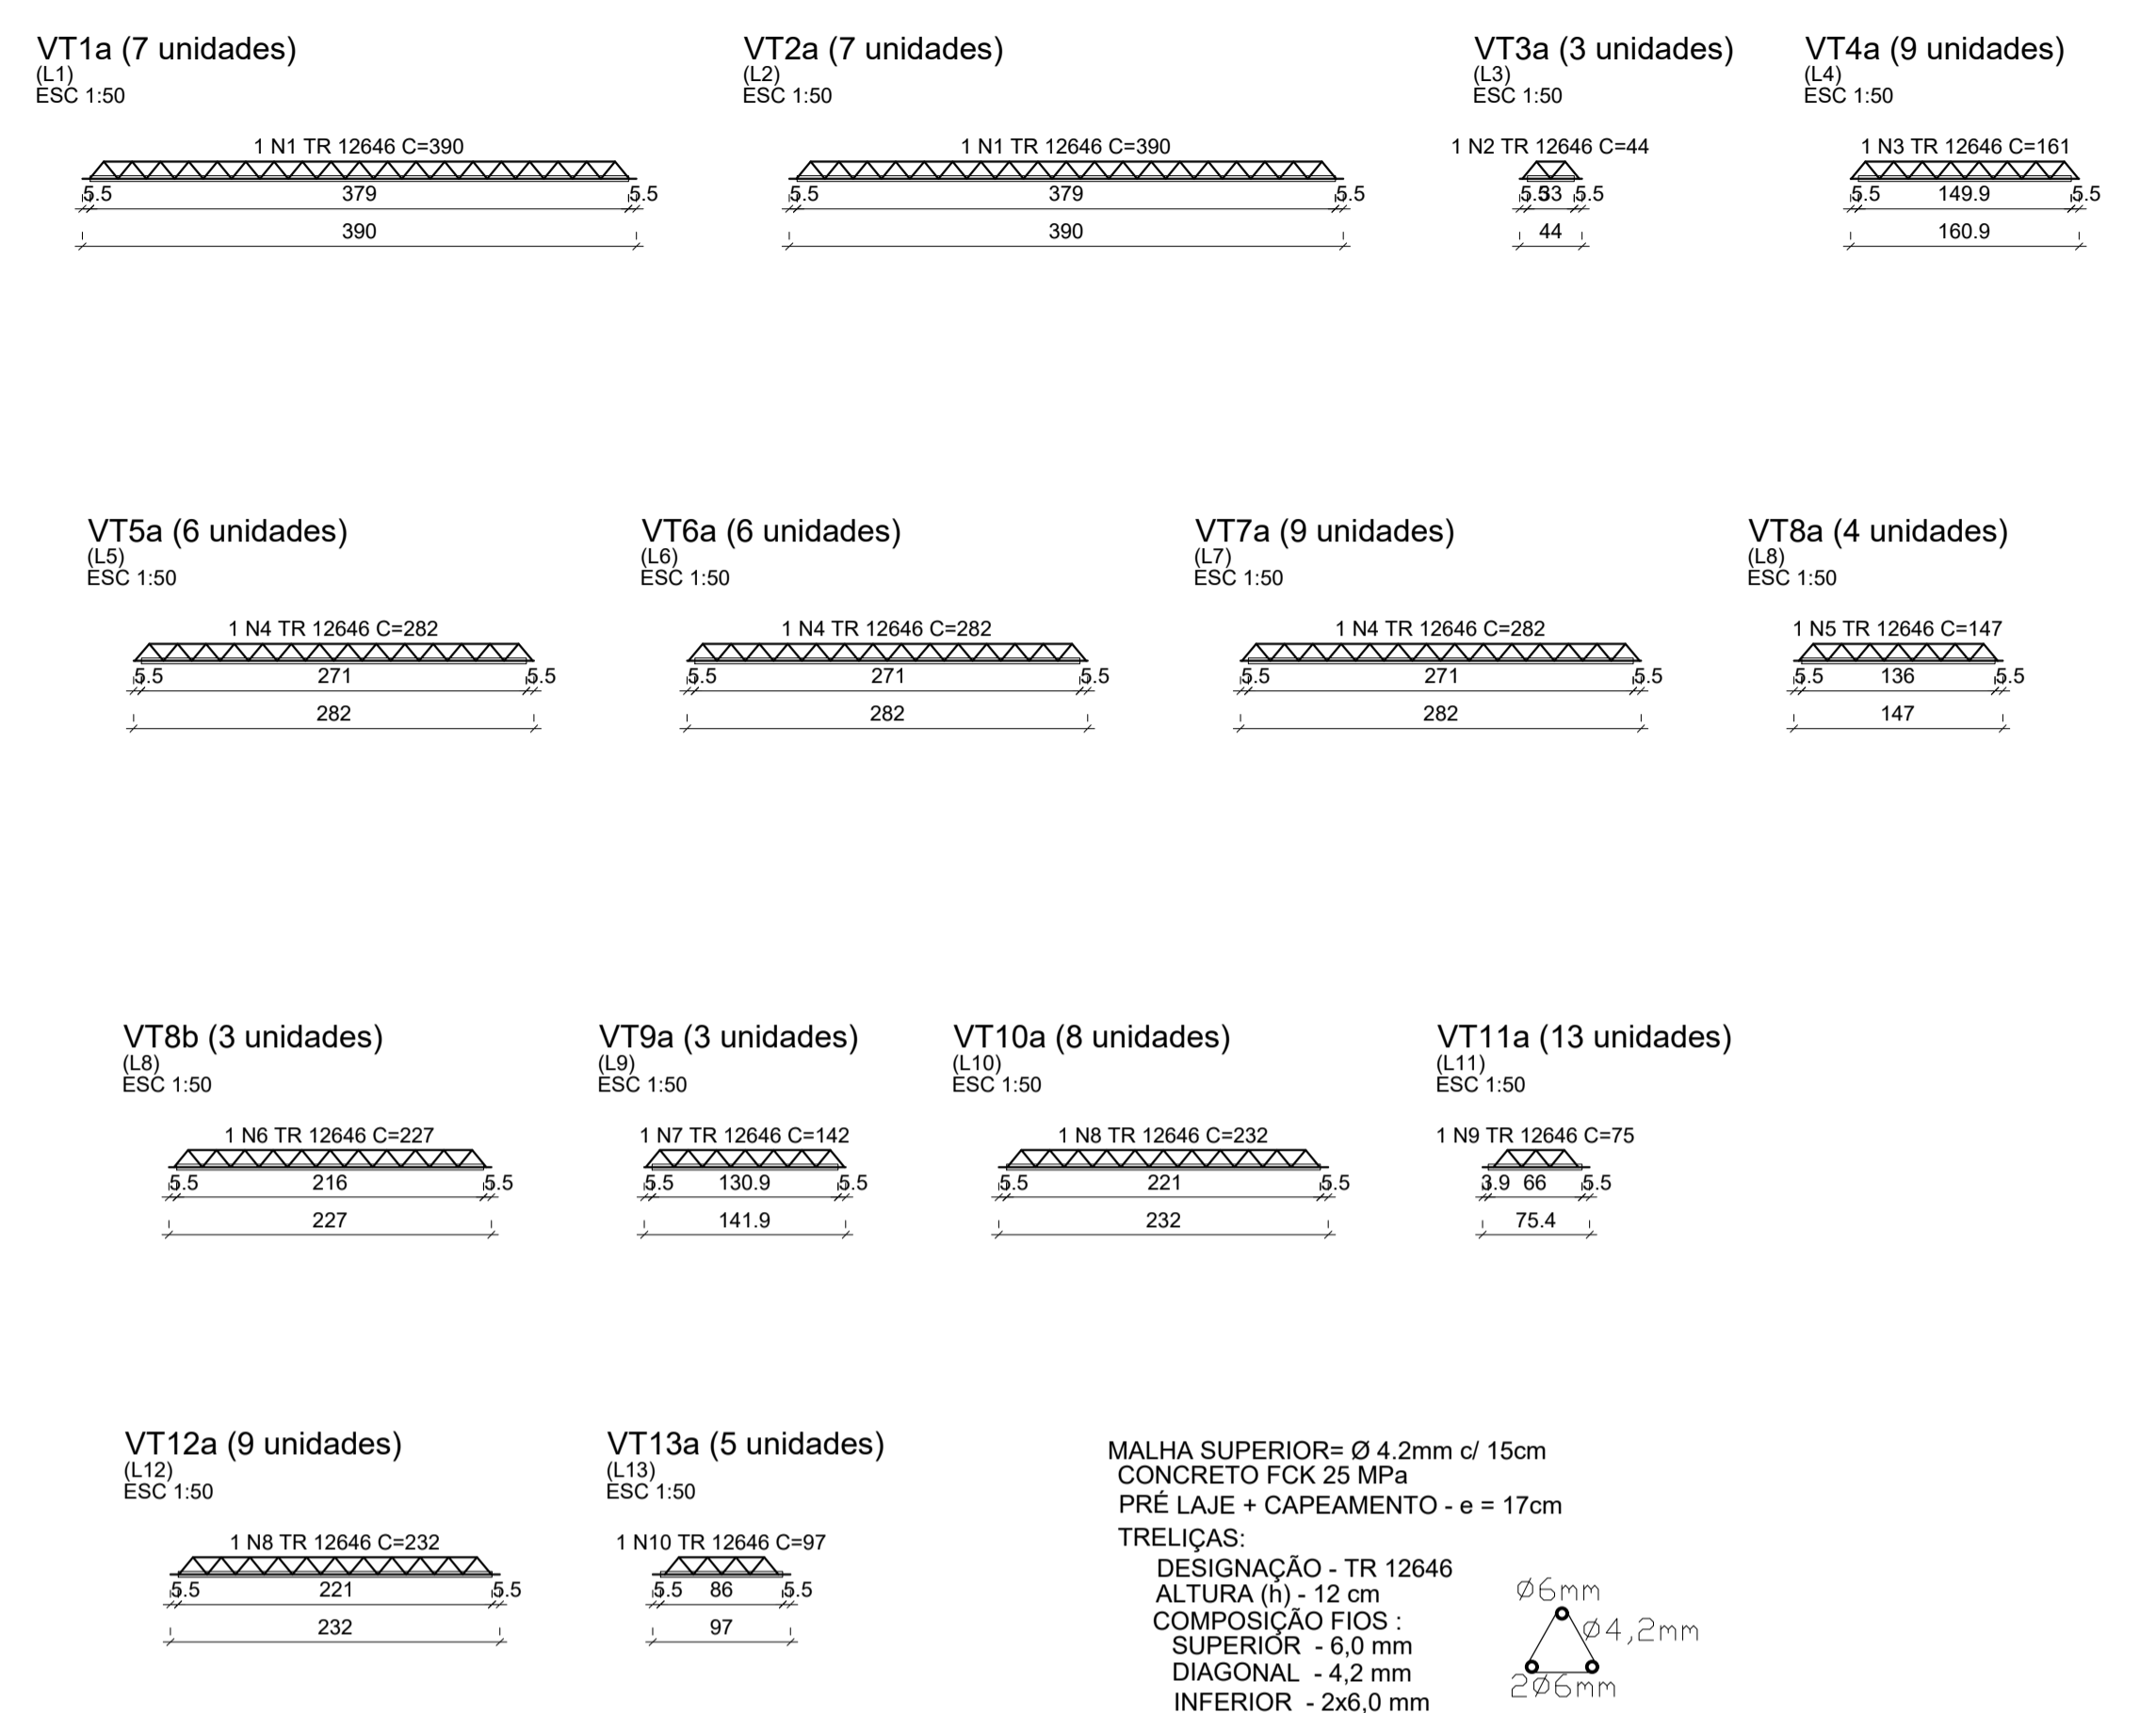 VT1a (7 unidades)
(L1)
ESC 1:50
1 N1 TR 12646 C=390
5.5 379 5.5
390
VT2a (7 unidades)
(L2)
ESC 1:50
1 N1 TR 12646 C=390
5.5 379 5.5
390
VT3a (3 unidades)
(L3)
ESC 1:50
1 N2 TR 12646 C=44
5.5 33 5.5
44
VT4a (9 unidades)
(L4)
ESC 1:50
1 N3 TR 12646 C=161
5.5 149.9 5.5
160.9
VT5a (6 unidades)
(L5)
ESC 1:50
1 N4 TR 12646 C=282
5.5 271 5.5
282
VT6a (6 unidades)
(L6)
ESC 1:50
1 N4 TR 12646 C=282
5.5 271 5.5
282
VT7a (9 unidades)
(L7)
ESC 1:50
1 N4 TR 12646 C=282
5.5 271 5.5
282
VT8a (4 unidades)
(L8)
ESC 1:50
1 N5 TR 12646 C=147
5.5 136 5.5
147
VT8b (3 unidades)
(L8)
ESC 1:50
1 N6 TR 12646 C=227
5.5 216 5.5
227
VT9a (3 unidades)
(L9)
ESC 1:50
1 N7 TR 12646 C=142
5.5 130.9 5.5
141.9
VT10a (8 unidades)
(L10)
ESC 1:50
1 N8 TR 12646 C=232
5.5 221 5.5
232
VT11a (13 unidades)
(L11)
ESC 1:50
1 N9 TR 12646 C=75
3.9 66 5.5
75.4
VT12a (9 unidades)
(L12)
ESC 1:50
1 N8 TR 12646 C=232
5.5 221 5.5
232
VT13a (5 unidades)
(L13)
ESC 1:50
1 N10 TR 12646 C=97
5.5 86 5.5
97
MALHA SUPERIOR= Ø 4.2mm c/ 15cm
CONCRETO FCK 25 MPa
PRÉ LAJE + CAPEAMENTO - e = 17cm
TRELIÇAS:
DESIGNAÇÃO - TR 12646
ALTURA (h) - 12 cm
COMPOSIÇÃO FIOS :
SUPERIOR - 6,0 mm
DIAGONAL - 4,2 mm
INFERIOR - 2x6,0 mm
Ø6mm
Ø4,2mm
2Ø6mm